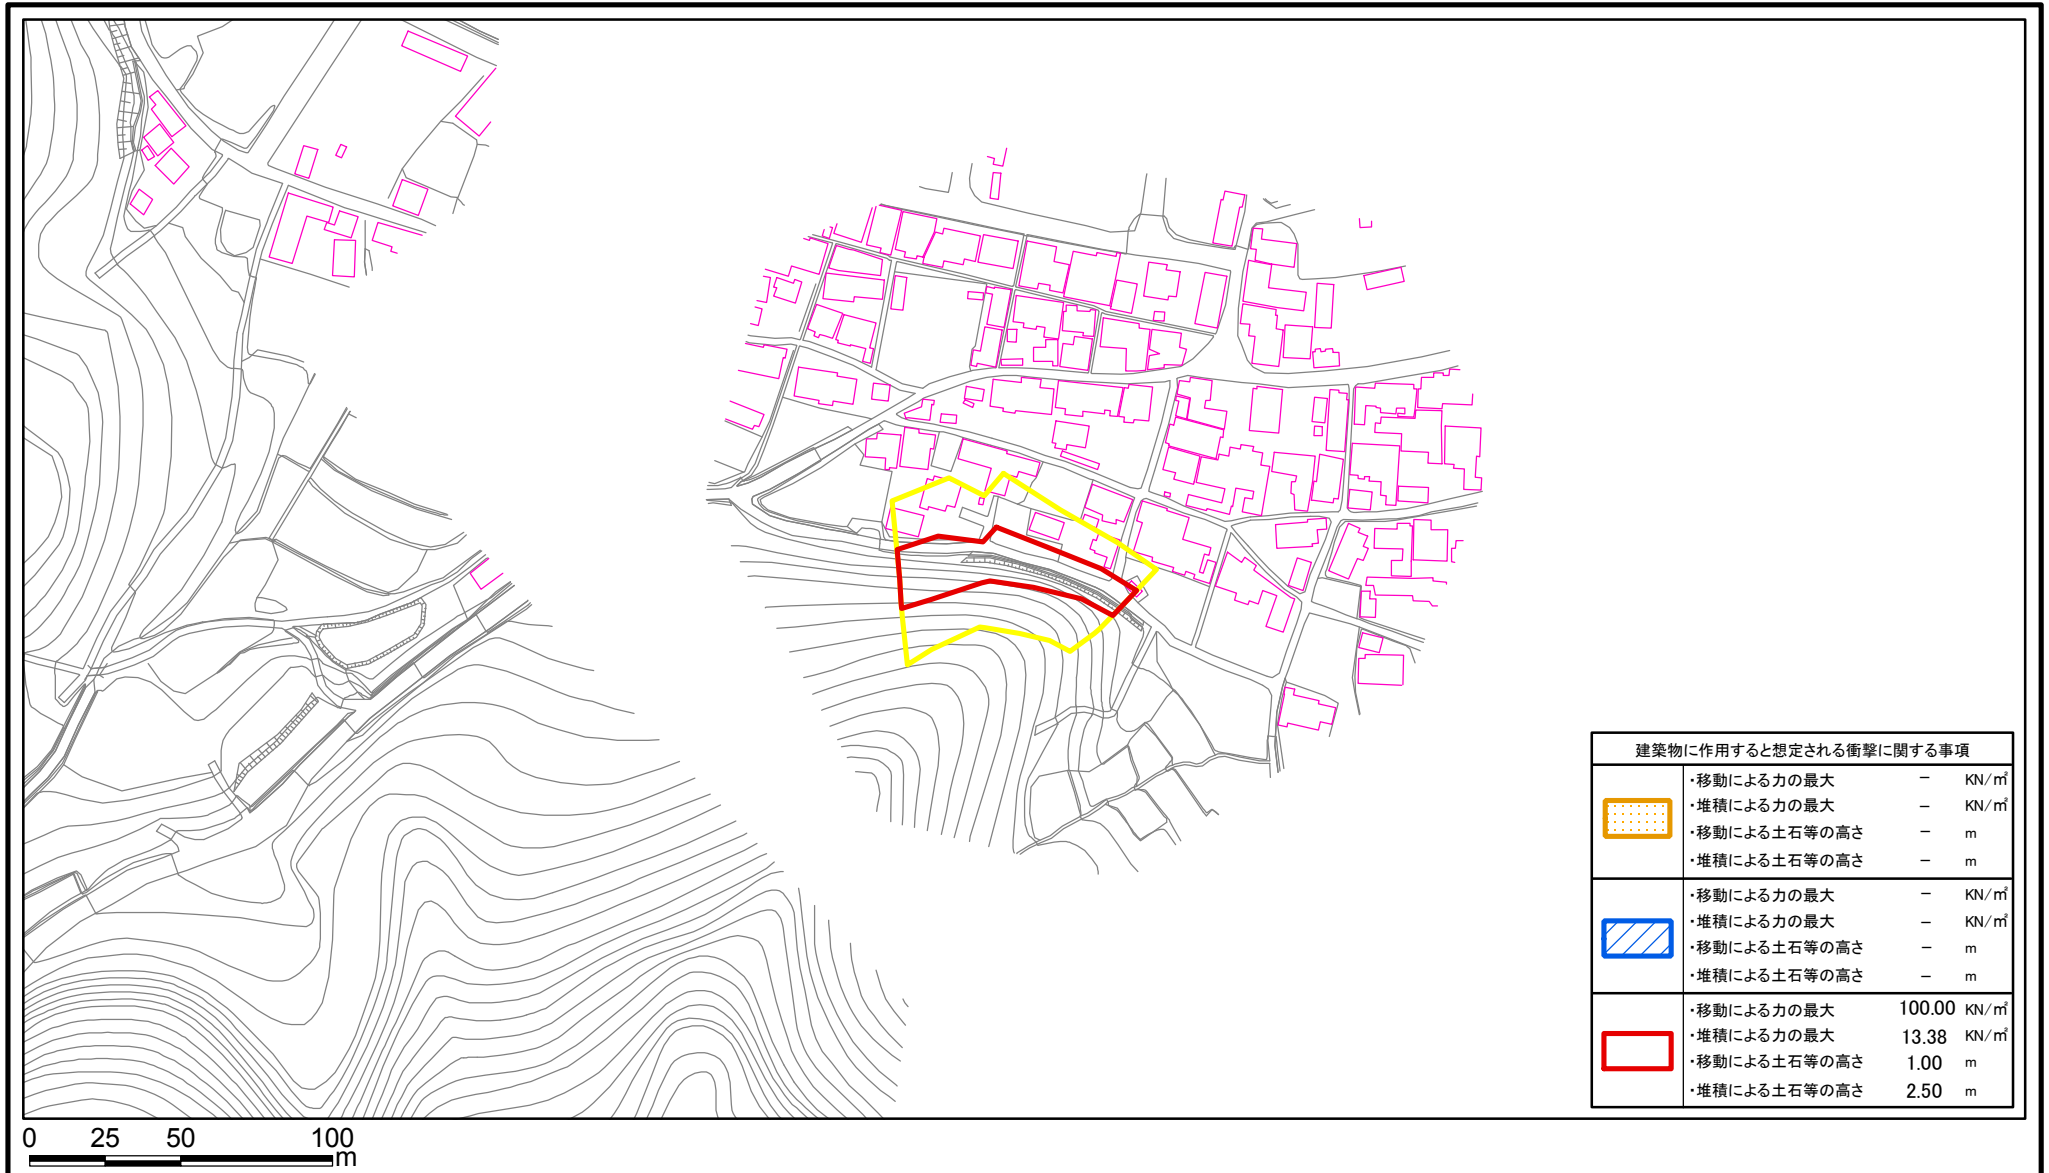 建築物に作用すると想定される衝撃に関する事項
・移動による力の最大 － KN/㎡
・堆積による力の最大 － KN/㎡
・移動による土石等の高さ － m
・堆積による土石等の高さ － m
・移動による力の最大 － KN/㎡
・堆積による力の最大 － KN/㎡
・移動による土石等の高さ － m
・堆積による土石等の高さ － m
・移動による力の最大 100.00 KN/㎡
・堆積による力の最大 13.38 KN/㎡
・移動による土石等の高さ 1.00 m
・堆積による土石等の高さ 2.50 m
0 25 50 100
m